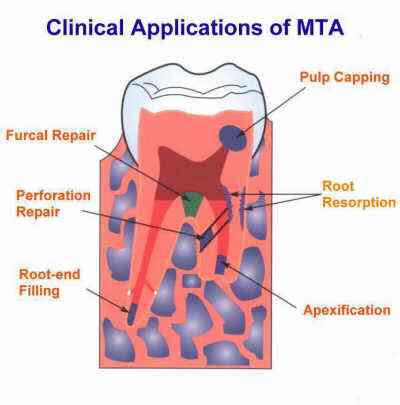 Clinical Applications of MTA
Pulp Capping
Furcal Repair
Root
Resorption
Perforation
Repair
Root-end
Filling
Apexification